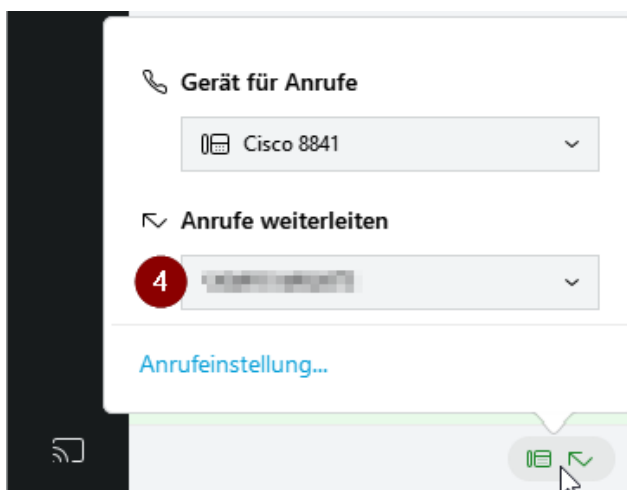 Gerät für Anrufe
Cisco 8841
Anrufe weiterleiten
4
Anrufeinstellung...